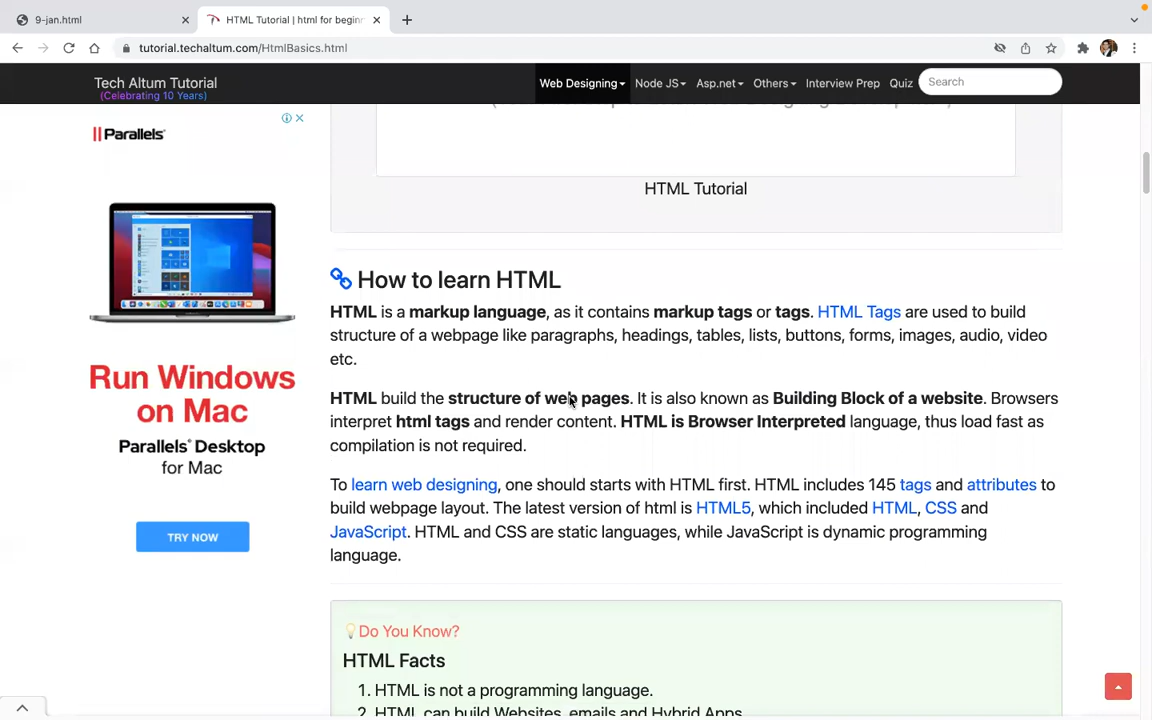 9-jan.html
HTML Tutorial | html for beginn
tutorial.techaltum.com/HtmlBasics.html
Tech Altum Tutorial
(Celebrating 10 Years)
Web Designing
Node JS
Asp.net
Others
Interview Prep
Quiz
Search
Parallels®
Run Windows
on Mac
Parallels® Desktop
for Mac
TRY NOW
HTML Tutorial
How to learn HTML
HTML is a markup language, as it contains markup tags or tags. HTML Tags are used to build
structure of a webpage like paragraphs, headings, tables, lists, buttons, forms, images, audio, video
etc.
HTML build the structure of web pages. It is also known as Building Block of a website. Browsers
interpret html tags and render content. HTML is Browser Interpreted language, thus load fast as
compilation is not required.
To learn web designing, one should starts with HTML first. HTML includes 145 tags and attributes to
build webpage layout. The latest version of html is HTML5, which included HTML, CSS and
JavaScript. HTML and CSS are static languages, while JavaScript is dynamic programming
language.
Do You Know?
HTML Facts
1. HTML is not a programming language.
2. HTML can build Websites, emails and Hybrid Apps.